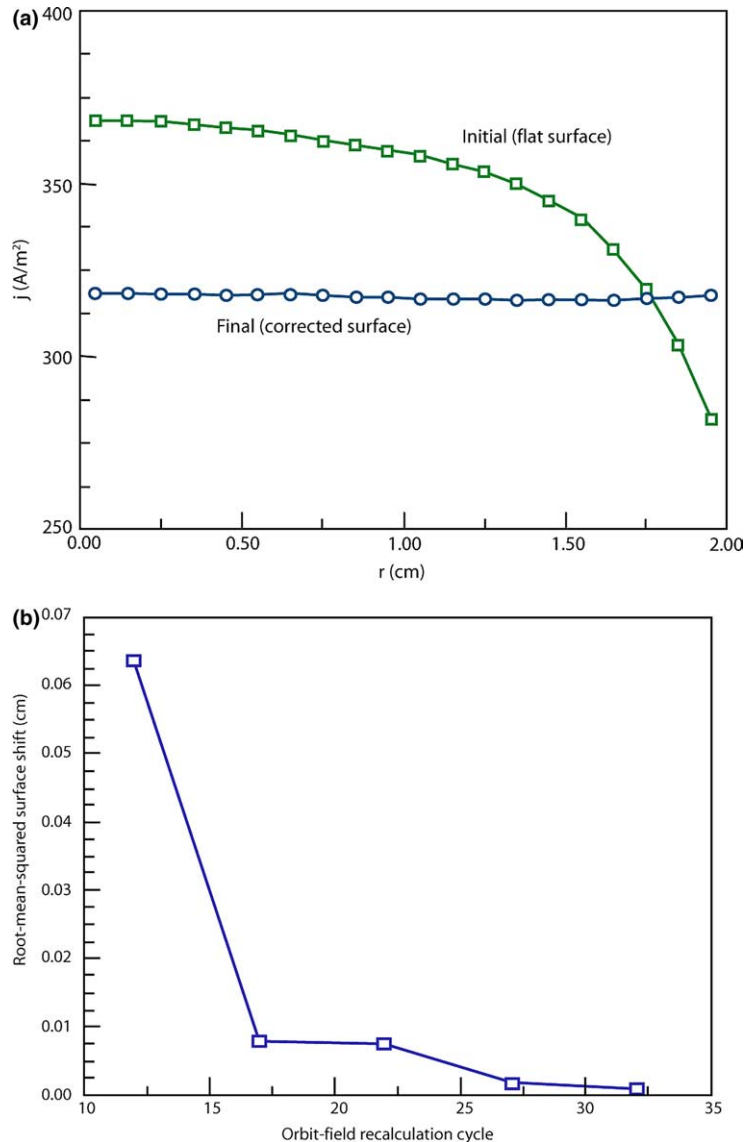 (a)
400
350
300
250
j (A/m²)
Initial (flat surface)
Final (corrected surface)
0.00 0.50 1.00 1.50 2.00
r (cm)
(b)
0.07
0.06
0.05
0.04
0.03
0.02
0.01
0.00
Root-mean-squared surface shift (cm)
10 15 20 25 30 35
Orbit-field recalculation cycle